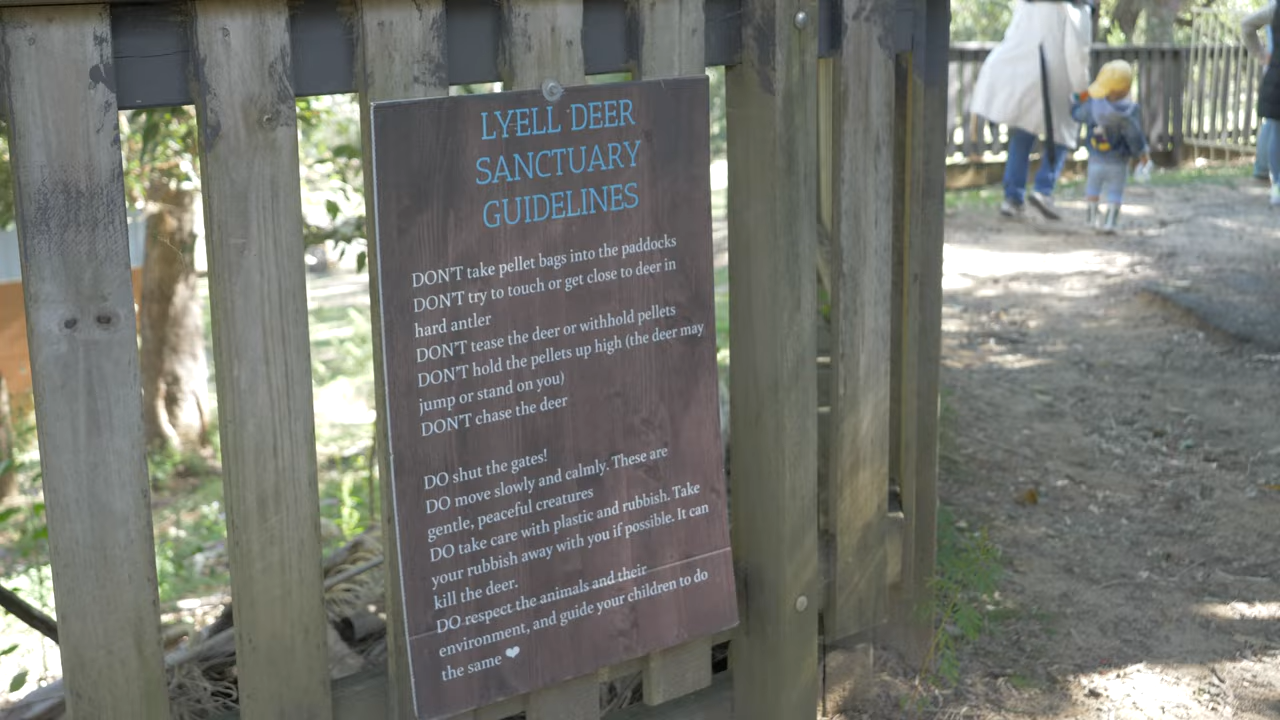 LYELL DEER
SANCTUARY
GUIDELINES
DON'T take pellet bags into the paddocks
DON'T try to touch or get close to deer in
hard antler
DON'T tease the deer or withhold pellets
DON'T hold the pellets up high (the deer may
jump or stand on you)
DON'T chase the deer
DO shut the gates!
DO move slowly and calmly. These are
gentle, peaceful creatures
DO take care with plastic and rubbish. Take
your rubbish away with you if possible. It can
kill the deer.
DO respect the animals and their
environment, and guide your children to do
the same ❤